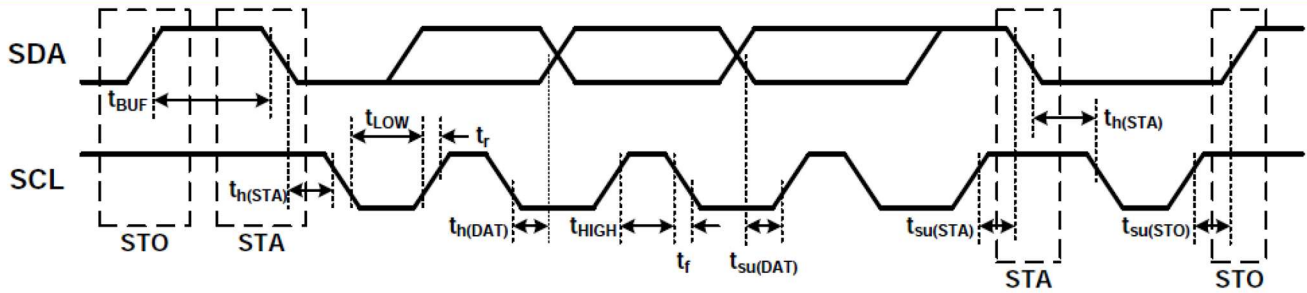 SDA
tBUF
tLOW
tr
th(STA)
SCL
th(STA)
th(DAT)
tHIGH
tf
tsu(DAT)
tsu(STA)
tsu(STO)
STO
STA
STA
STO